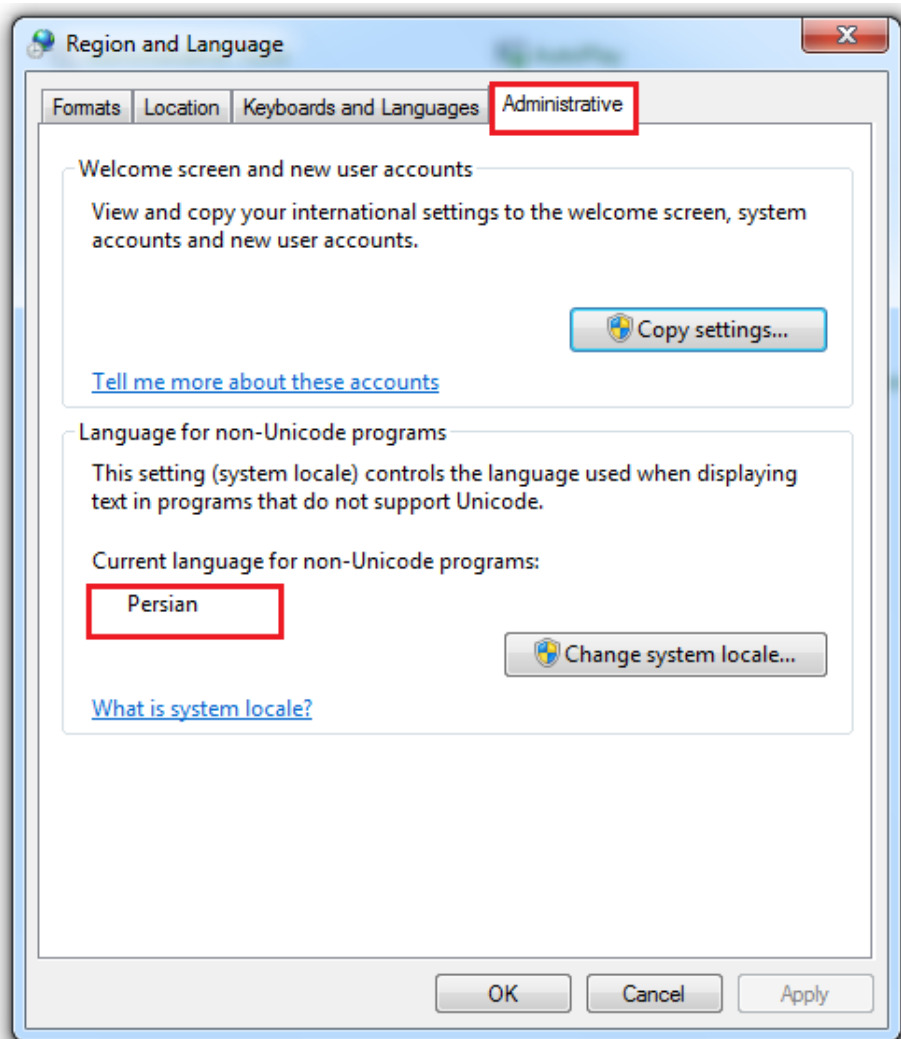 Region and Language
Formats Location Keyboards and Languages Administrative
Welcome screen and new user accounts
View and copy your international settings to the welcome screen, system
accounts and new user accounts.
Copy settings...
Tell me more about these accounts
Language for non-Unicode programs
This setting (system locale) controls the language used when displaying
text in programs that do not support Unicode.
Current language for non-Unicode programs:
Persian
Change system locale...
What is system locale?
OK Cancel Apply